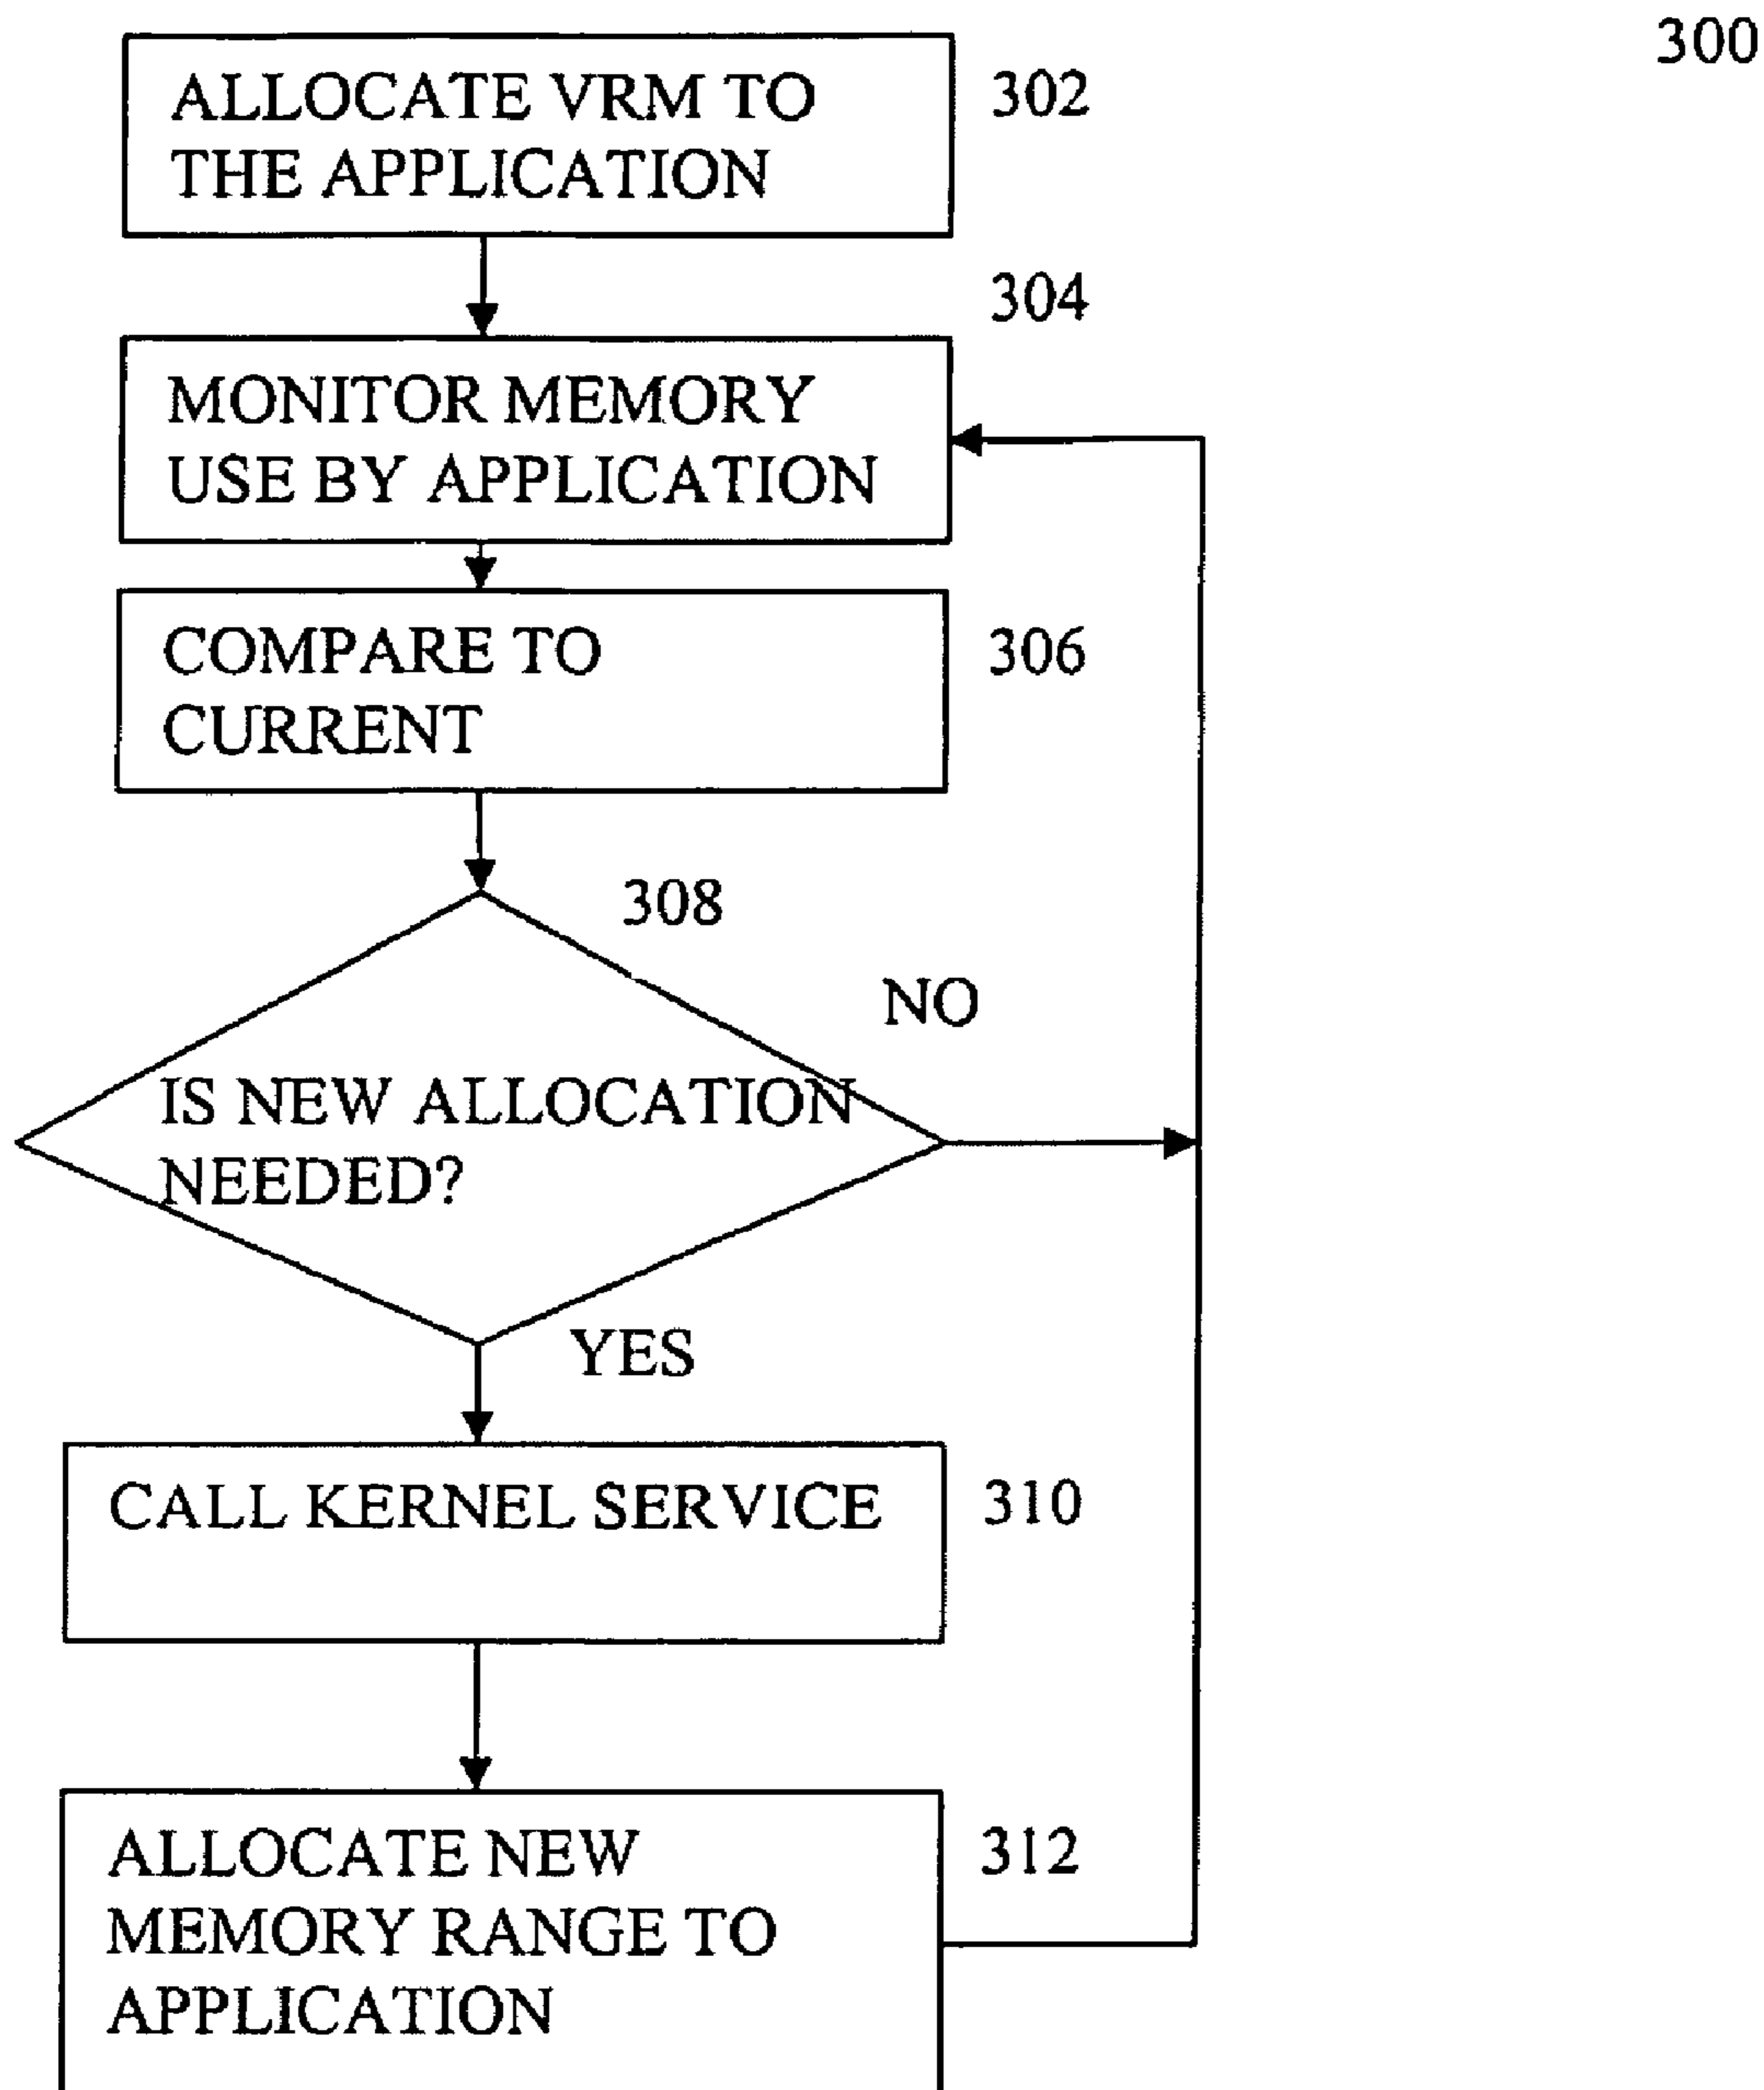 300
ALLOCATE VRM TO
THE APPLICATION
302
304
MONITOR MEMORY
USE BY APPLICATION
COMPARE TO
CURRENT
306
308
NO
IS NEW ALLOCATION
NEEDED?
YES
CALL KERNEL SERVICE
310
ALLOCATE NEW
MEMORY RANGE TO
APPLICATION
312